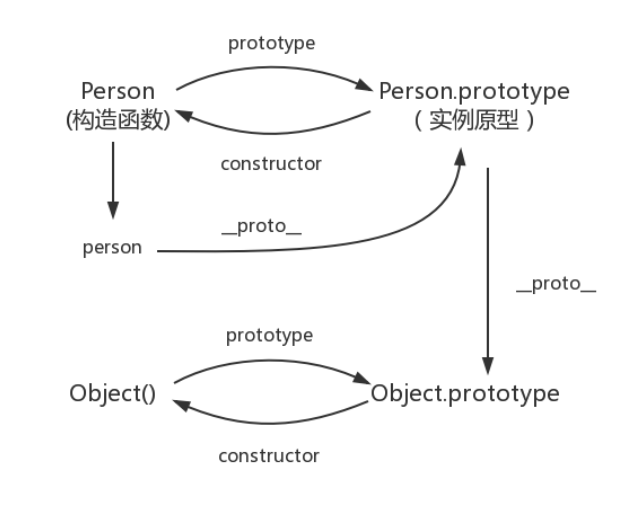 prototype
Person
Person.prototype
(构造函数)
( 实例原型 )
constructor
__proto__
person
__proto__
prototype
Object()
Object.prototype
constructor